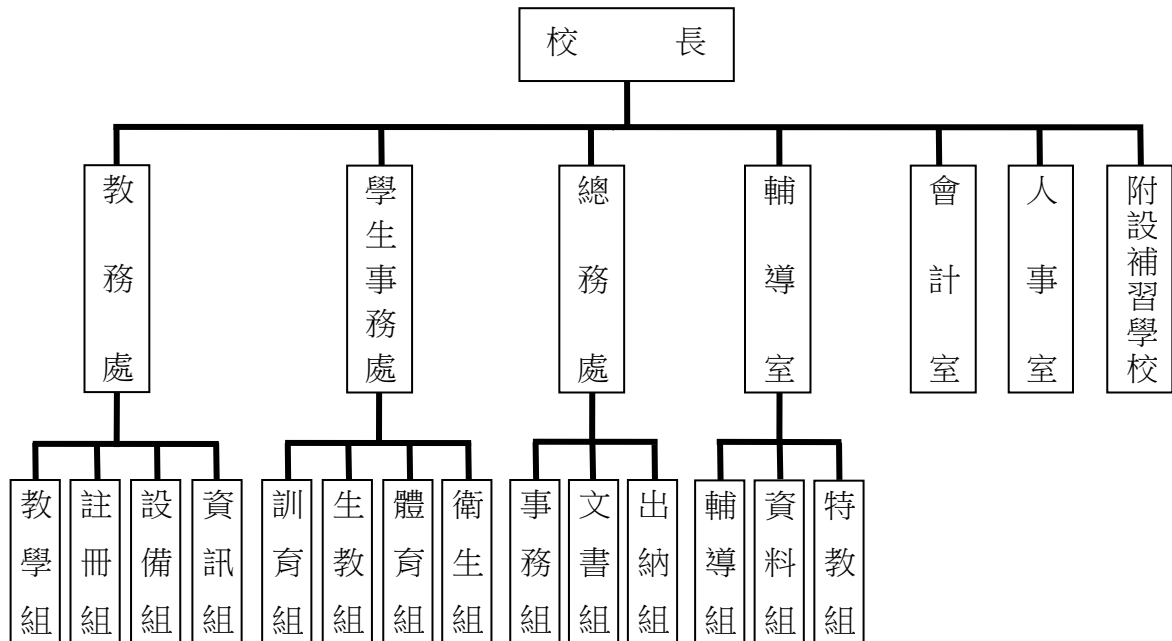 校長
教務處
學生事務處
總務處
輔導室
會計室
人事室
附設補習學校
教學組
註冊組
設備組
資訊組
訓育組
生教組
體育組
衛生組
事務組
文書組
出納組
輔導組
資料組
特教組